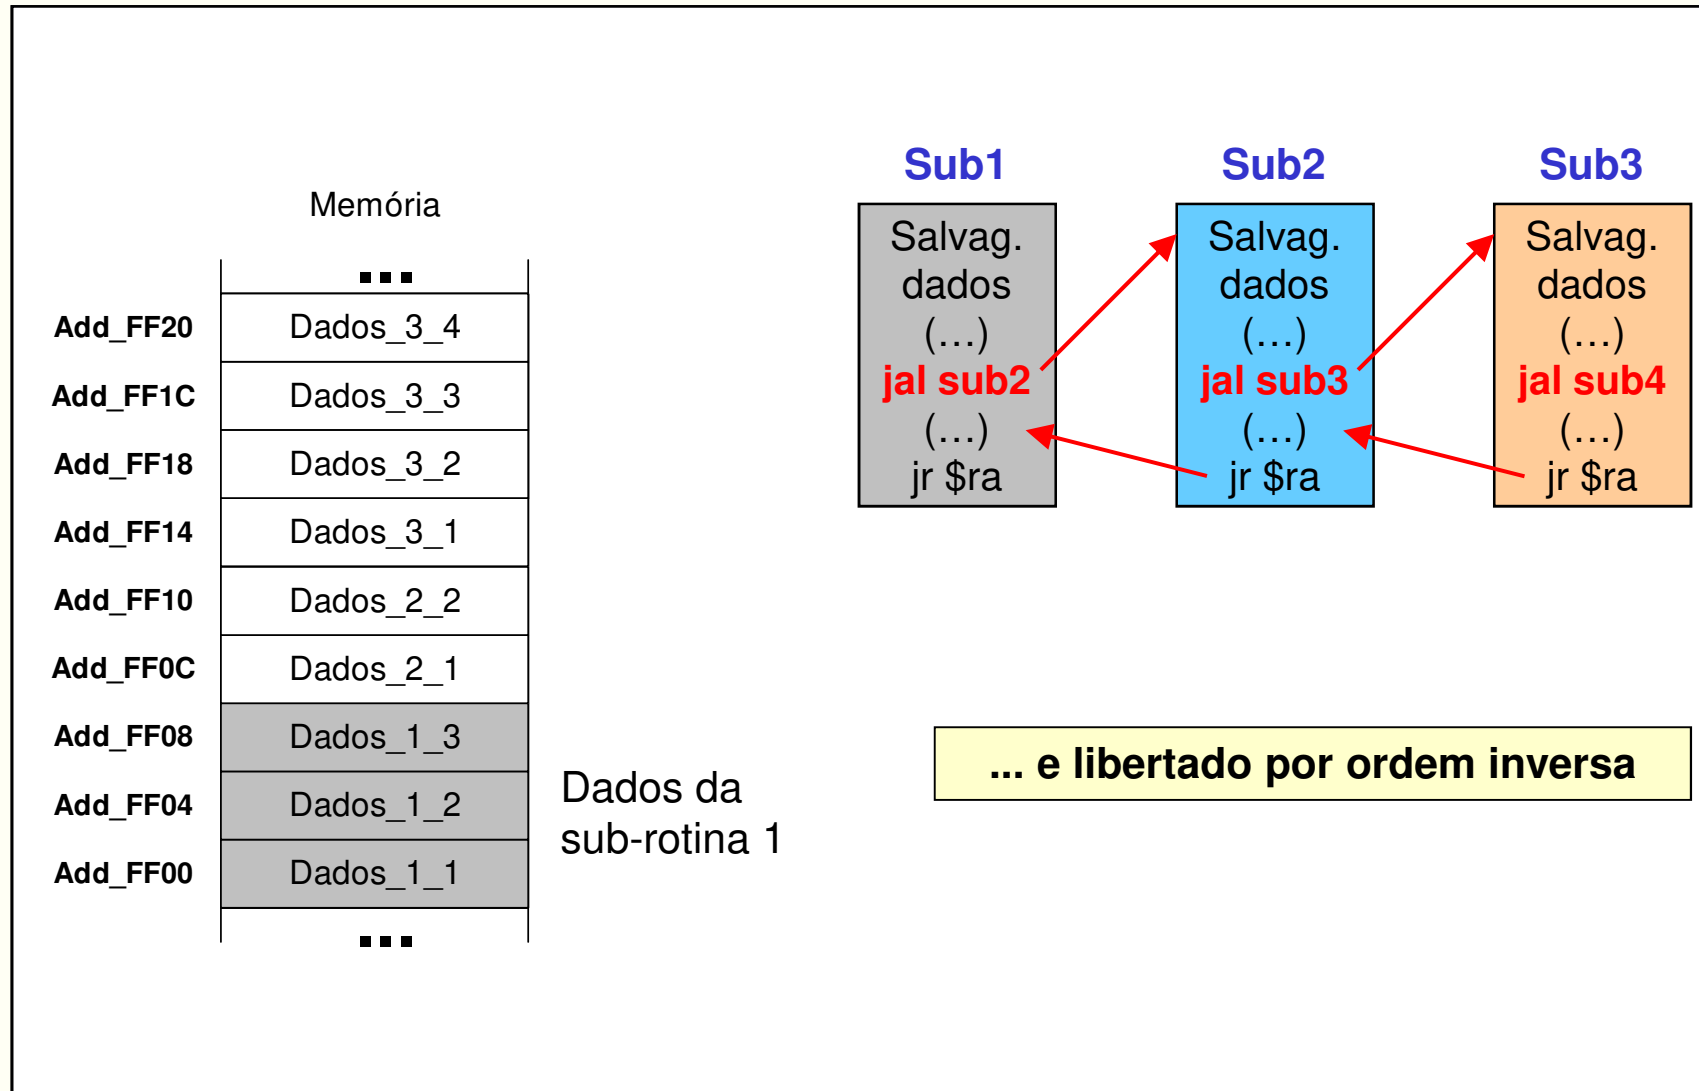 Memória
...
Add_FF20 Dados_3_4
Add_FF1C Dados_3_3
Add_FF18 Dados_3_2
Add_FF14 Dados_3_1
Add_FF10 Dados_2_2
Add_FF0C Dados_2_1
Add_FF08 Dados_1_3
Add_FF04 Dados_1_2
Add_FF00 Dados_1_1
...
Dados da
sub-rotina 1
Sub1
Salvag.
dados
(…)
jal sub2
(…)
jr $ra
Sub2
Salvag.
dados
(…)
jal sub3
(…)
jr $ra
Sub3
Salvag.
dados
(…)
jal sub4
(…)
jr $ra
... e libertado por ordem inversa